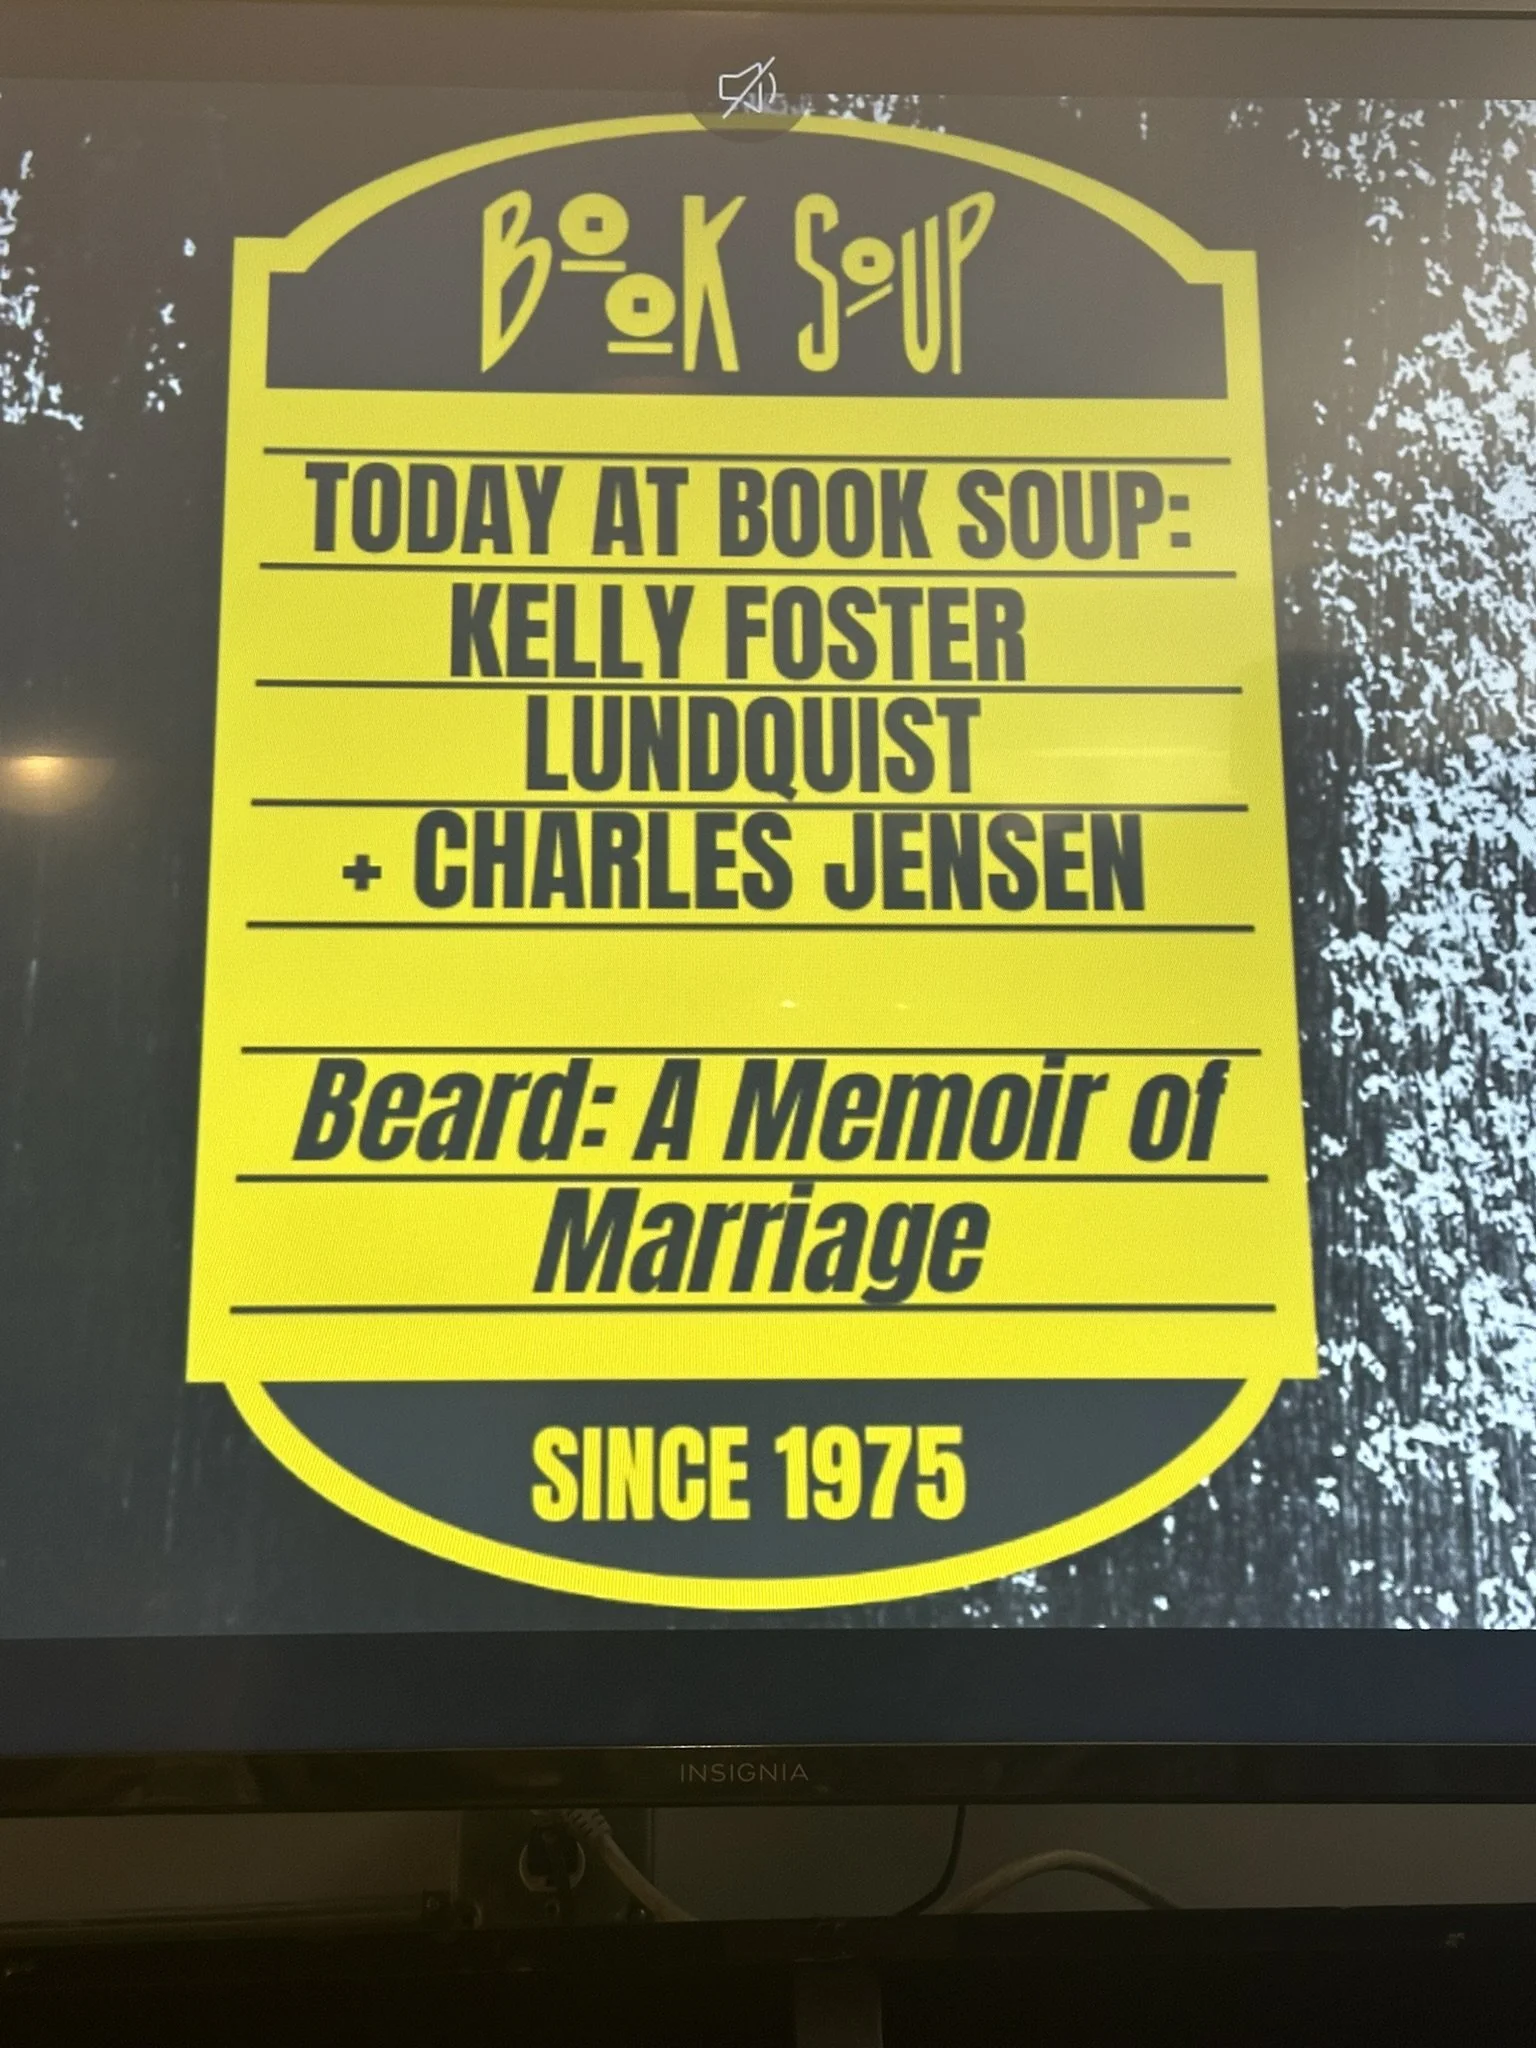 BOOK SOUP
TODAY AT BOOK SOUP:
KELLY FOSTER
LUNDQUIST
+ CHARLES JENSEN
Beard: A Memoir of
Marriage
SINCE 1975
INSIGNIA